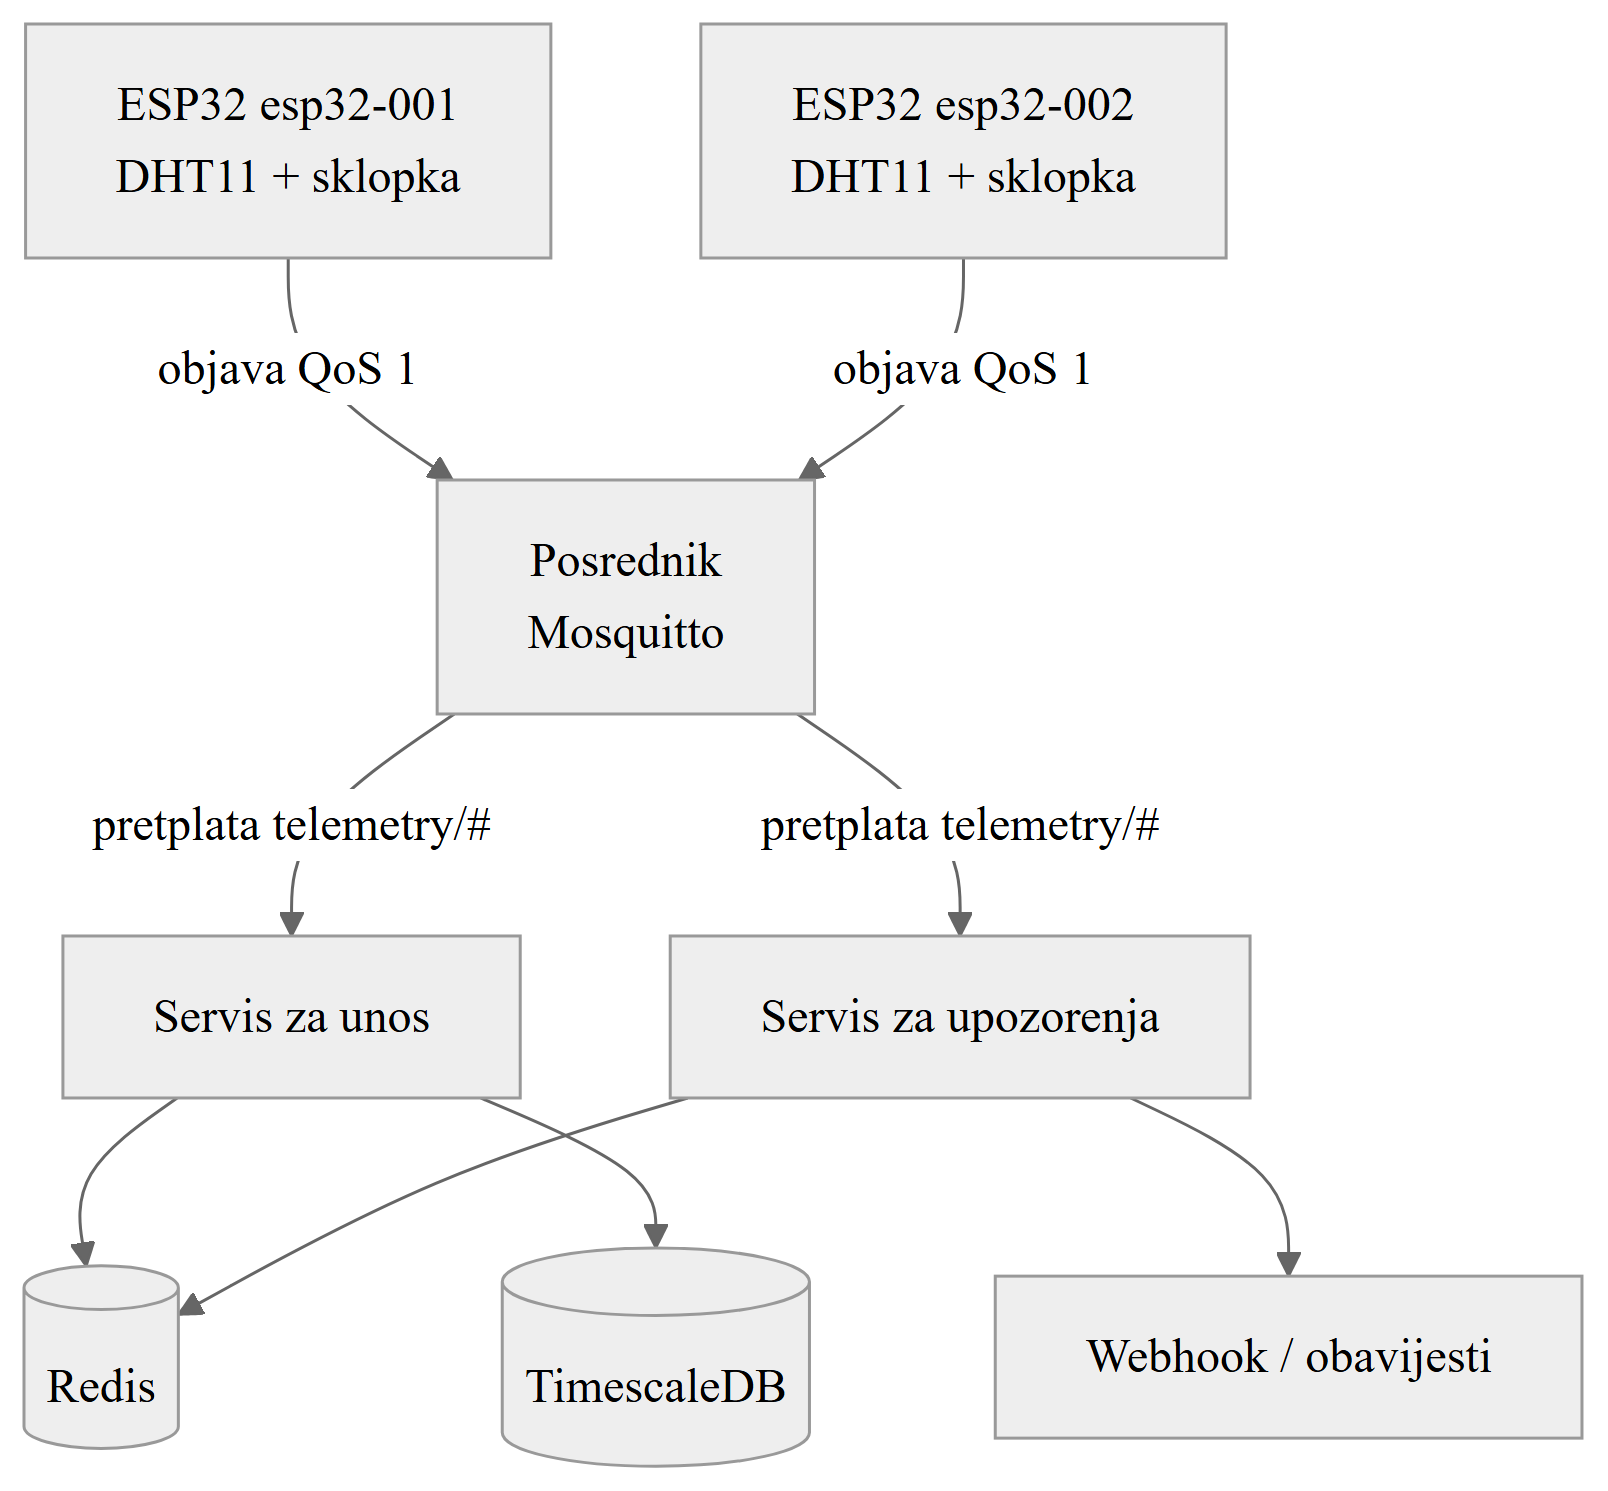 ESP32 esp32-001
DHT11 + sklopka
ESP32 esp32-002
DHT11 + sklopka
objava QoS 1
objava QoS 1
Posrednik
Mosquitto
pretplata telemetry/#
pretplata telemetry/#
Servis za unos
Servis za upozorenja
Redis
TimescaleDB
Webhook / obavijesti